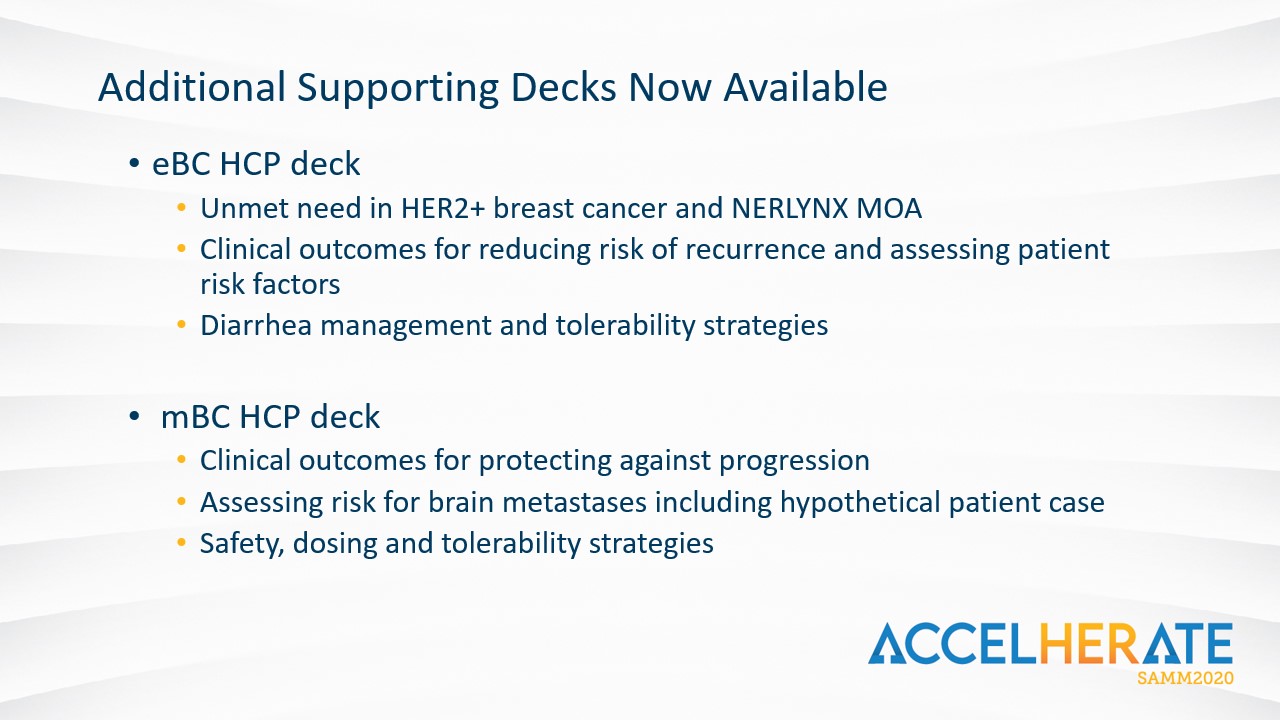 Additional Supporting Decks Now Available
• eBC HCP deck
• Unmet need in HER2+ breast cancer and NERLYNX MOA
• Clinical outcomes for reducing risk of recurrence and assessing patient
risk factors
• Diarrhea management and tolerability strategies
• mBC HCP deck
• Clinical outcomes for protecting against progression
• Assessing risk for brain metastases including hypothetical patient case
• Safety, dosing and tolerability strategies
ACCELHERATE
SAMM2020